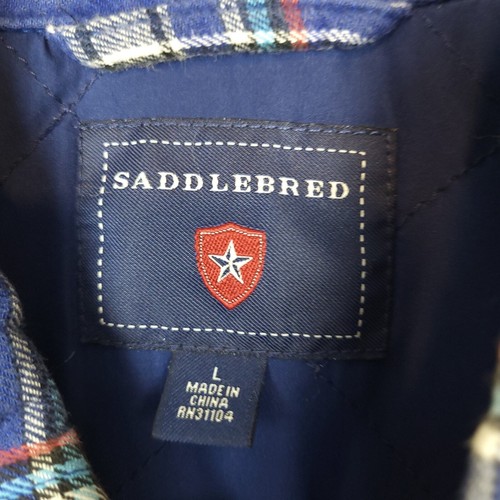 SADDLEBRED
L
MADE IN
CHINA
RN31104